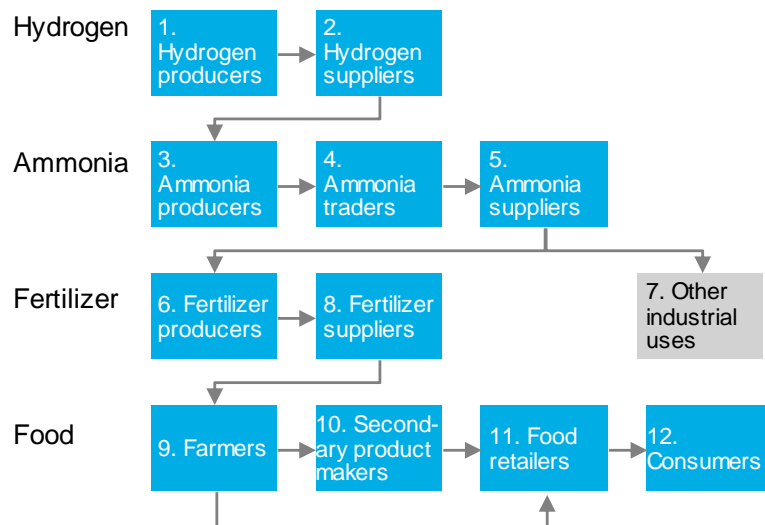 Hydrogen
1.
Hydrogen
producers
2.
Hydrogen
suppliers
Ammonia
3.
Ammonia
producers
4.
Ammonia
traders
5.
Ammonia
suppliers
Fertilizer
6. Fertilizer
producers
8. Fertilizer
suppliers
7. Other
industrial
uses
Food
9. Farmers
10. Second-
ary product
makers
11. Food
retailers
12.
Consumers